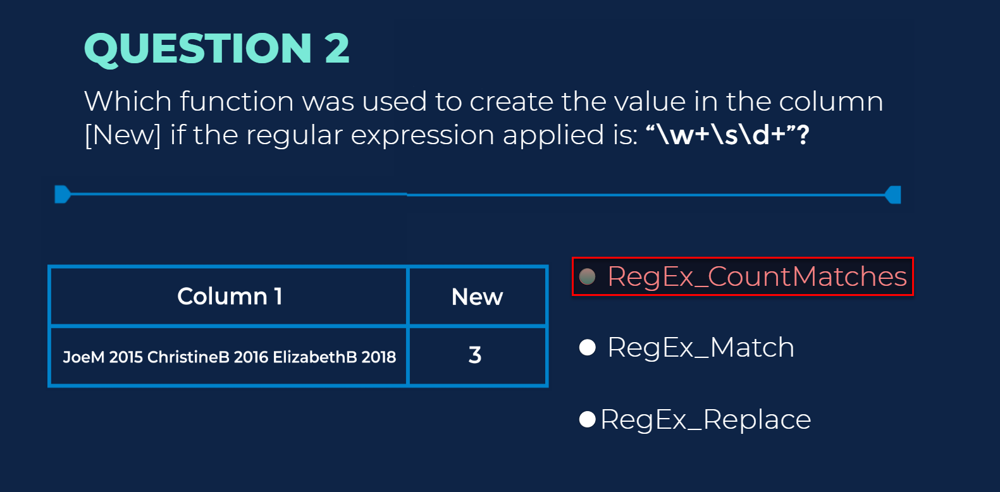 QUESTION 2
Which function was used to create the value in the column
[New] if the regular expression applied is: “\w+\s\d+”?
Column 1
New
JoeM 2015 ChristineB 2016 ElizabethB 2018
3
RegEx_CountMatches
RegEx_Match
RegEx_Replace